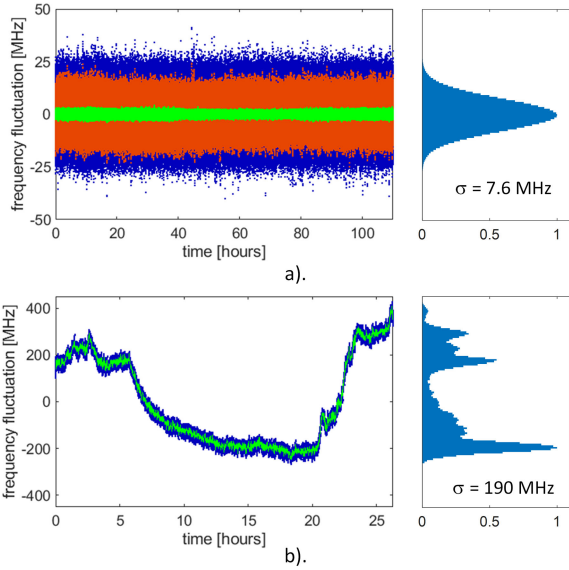 50
25
0
-25
-50
frequency fluctuation [MHz]
0 20 40 60 80 100
time [hours]
σ = 7.6 MHz
0 0.5 1
a).
400
200
0
-200
-400
frequency fluctuation [MHz]
0 5 10 15 20 25
time [hours]
σ = 190 MHz
0 0.5 1
b).